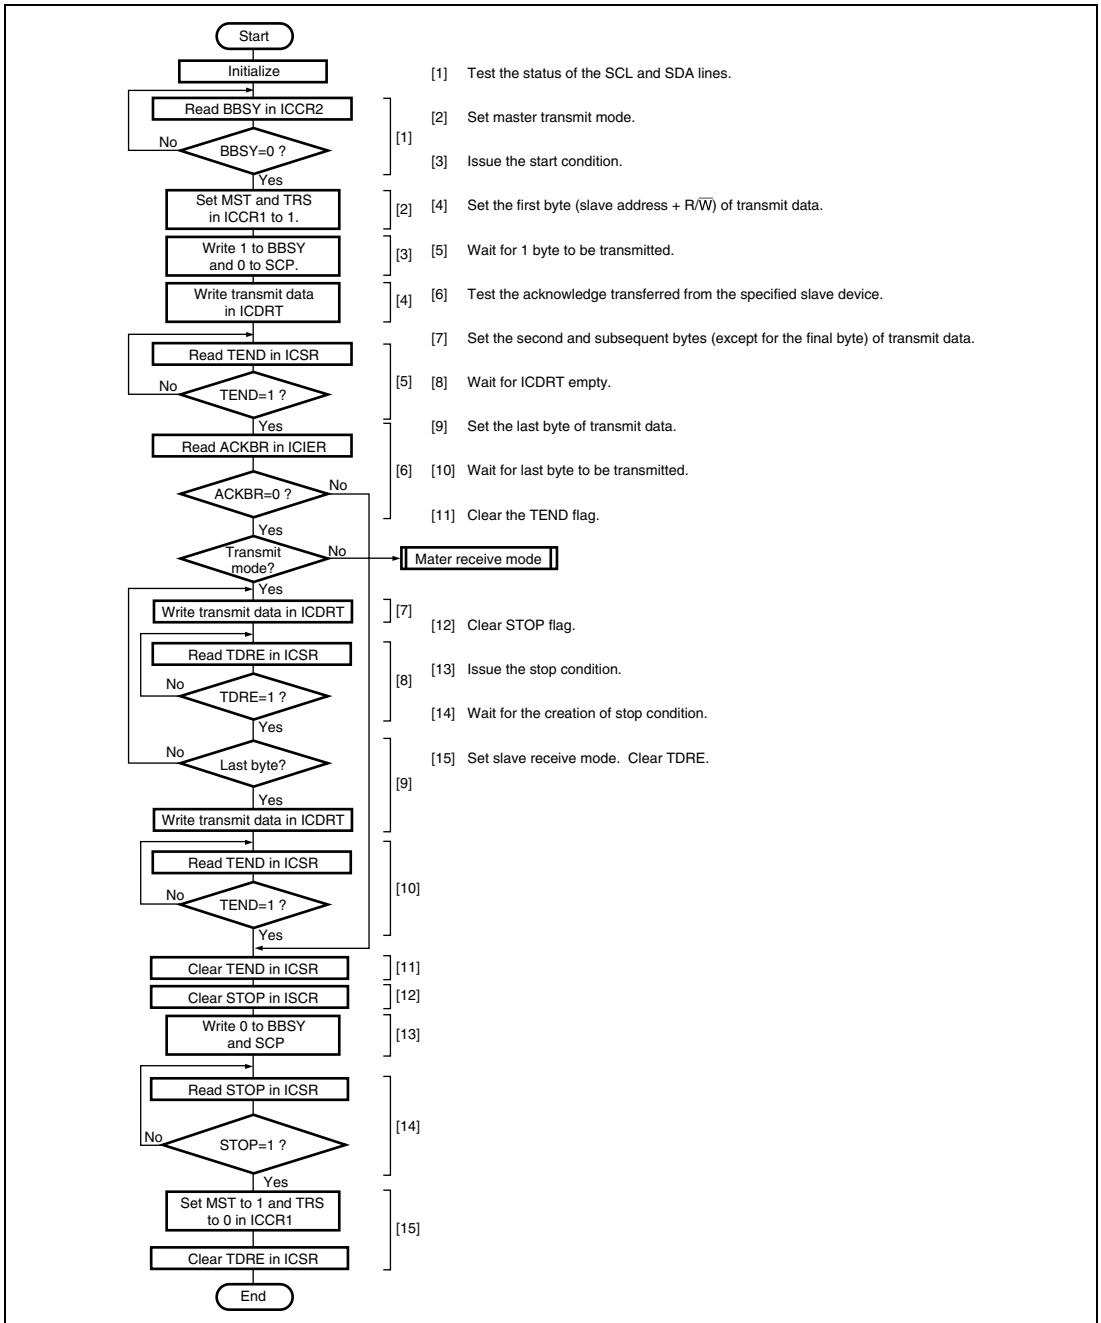 Start
Initialize
Read BBSY in ICCR2
No
BBSY=0 ?
[1]
Yes
Set MST and TRS
in ICCR1 to 1.
[2]
Write 1 to BBSY
and 0 to SCP.
[3]
Write transmit data
in ICDRT
[4]
Read TEND in ICSR
No
TEND=1 ?
[5]
Yes
Read ACKBR in ICIER
[6]
No
ACKBR=0 ?
Yes
Transmit
mode?
No
Mater receive mode
Yes
Write transmit data in ICDRT
[7]
Read TDRE in ICSR
[8]
No
TDRE=1 ?
Yes
No
Last byte?
[9]
Yes
Write transmit data in ICDRT
Read TEND in ICSR
[10]
No
TEND=1 ?
Yes
Clear TEND in ICSR
[11]
Clear STOP in ISCR
[12]
Write 0 to BBSY
and SCP
[13]
Read STOP in ICSR
[14]
No
STOP=1 ?
Yes
Set MST to 1 and TRS
to 0 in ICCR1
[15]
Clear TDRE in ICSR
End
[1] Test the status of the SCL and SDA lines.
[2] Set master transmit mode.
[3] Issue the start condition.
[4] Set the first byte (slave address + R/W̅) of transmit data.
[5] Wait for 1 byte to be transmitted.
[6] Test the acknowledge transferred from the specified slave device.
[7] Set the second and subsequent bytes (except for the final byte) of transmit data.
[8] Wait for ICDRT empty.
[9] Set the last byte of transmit data.
[10] Wait for last byte to be transmitted.
[11] Clear the TEND flag.
[12] Clear STOP flag.
[13] Issue the stop condition.
[14] Wait for the creation of stop condition.
[15] Set slave receive mode. Clear TDRE.